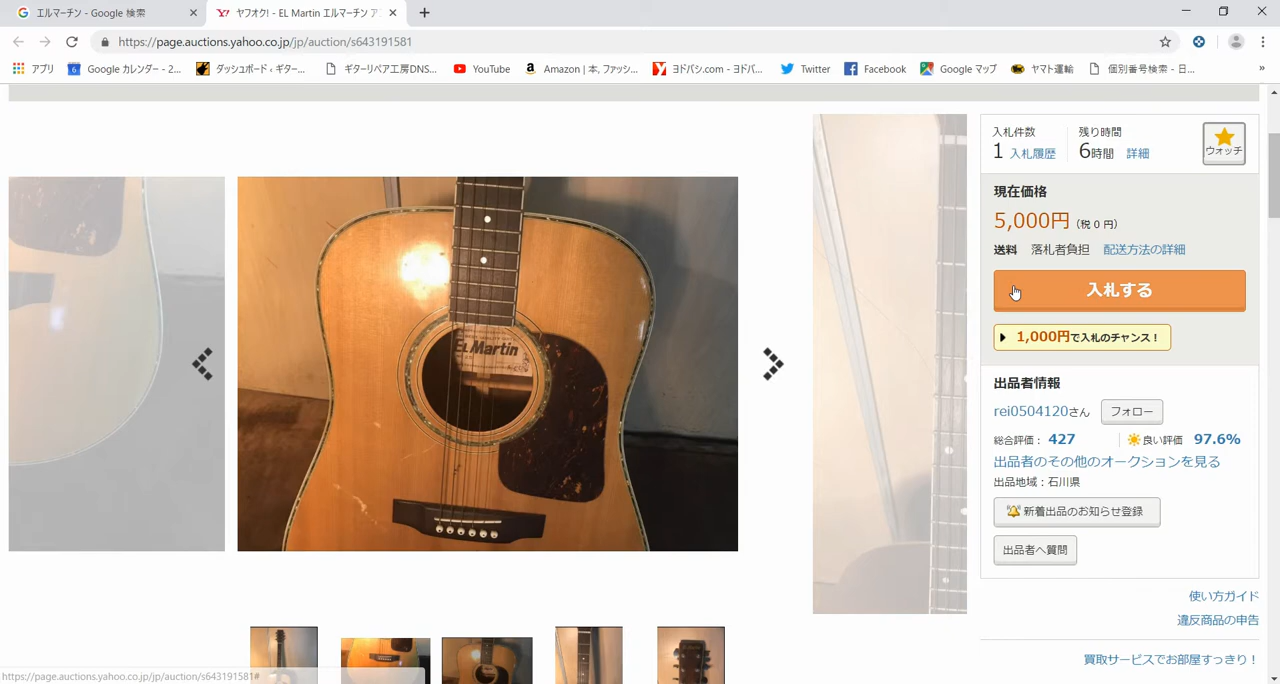 エルマーチン - Google 検索
ヤフオク! - EL Martin エルマーチン ア
https://page.auctions.yahoo.co.jp/jp/auction/s643191581
アプリ
Google カレンダー - 2...
ダッシュボード ‹ ギター...
ギターリペア工房DNS...
YouTube
Amazon | 本, ファッシ...
ヨドバシ.com - ヨドバ...
Twitter
Facebook
Google マップ
ヤマト運輸
個別番号検索 - 日...
»
入札件数
残り時間
1 入札履歴
6時間 詳細
ウォッチ
現在価格
5,000円 (税 0 円)
送料 落札者負担 配送方法の詳細
入札する
1,000円で入札のチャンス!
出品者情報
rei0504120さん
フォロー
総合評価: 427
良い評価 97.6%
出品者のその他のオークションを見る
出品地域:石川県
新着出品のお知らせ登録
出品者へ質問
使い方ガイド
違反商品の申告
買取サービスでお部屋すっきり!
EL Martin
https://page.auctions.yahoo.co.jp/jp/auction/s643191581#